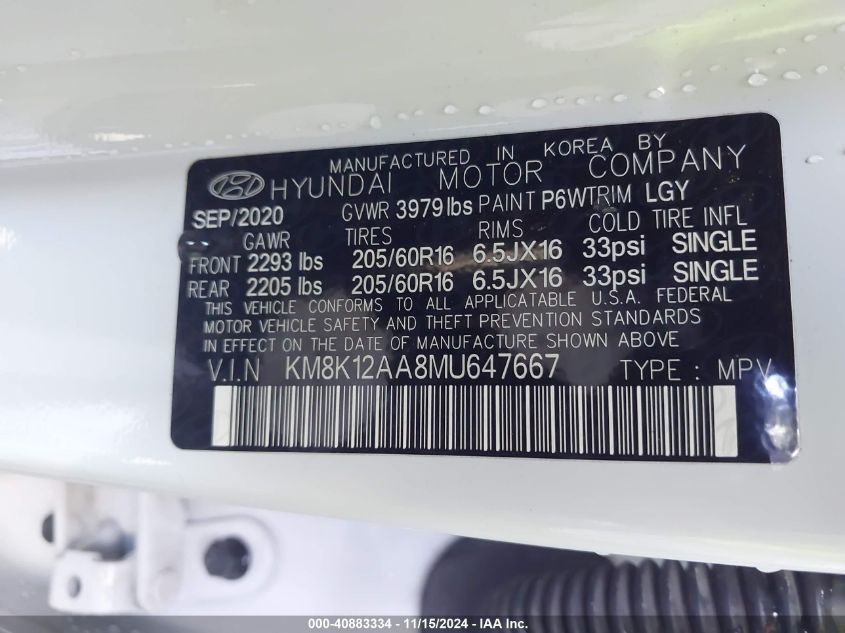 MANUFACTURED IN KOREA BY
HYUNDAI MOTOR COMPANY
SEP/2020 GVWR 3979lbs PAINT P6W TRIM LGY
GAWR TIRES RIMS COLD TIRE INFL
FRONT 2293 lbs 205/60R16 6.5JX16 33psi SINGLE
REAR 2205 lbs 205/60R16 6.5JX16 33psi SINGLE
THIS VEHICLE CONFORMS TO ALL APPLICATABLE U.S.A. FEDERAL
MOTOR VEHICLE SAFETY AND THEFT PREVENTION STANDARDS
IN EFFECT ON THE DATE OF MANUFACTURE SHOWN ABOVE
V.I.N KM8K12AA8MU647667 TYPE : MPV
000-40883334 - 11/15/2024 - IAA Inc.